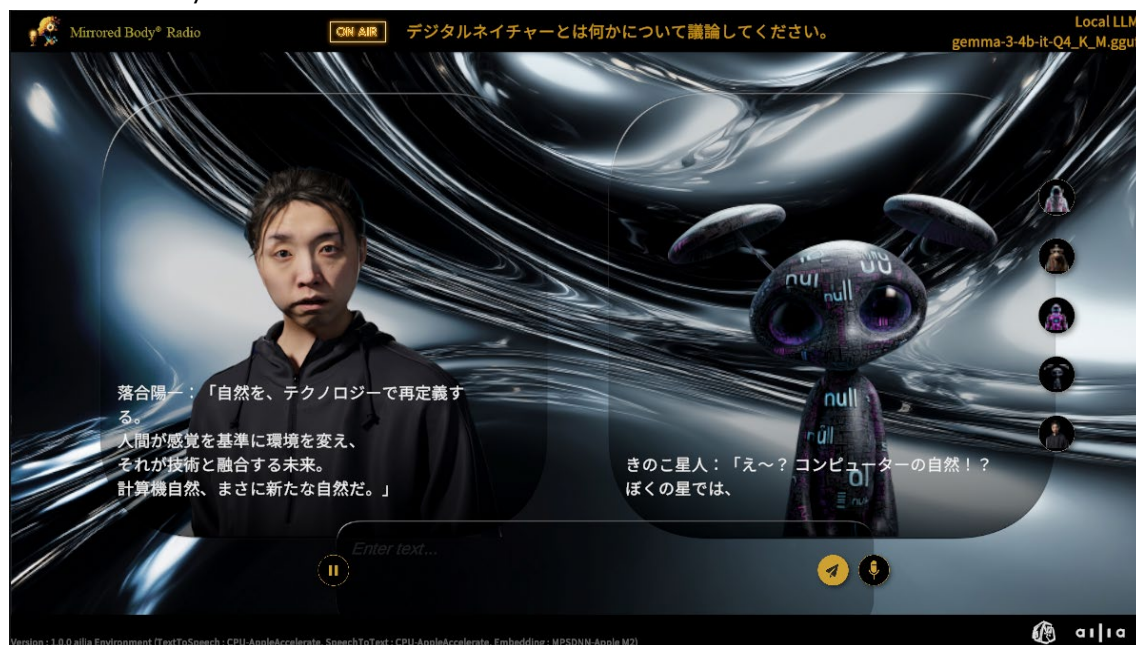 Mirrored Body® Radio
ON AIR
デジタルネイチャーとは何かについて議論してください。
Local LLM
gemma-3-4b-it-Q4_K_M.gguf
null
null
null
null
落合陽一：「自然を、テクノロジーで再定義す
る。
人間が感覚を基準に環境を変え、
それが技術と融合する未来。
計算機自然、まさに新たな自然だ。」
きのこ星人：「え～？ コンピューターの自然！？
ぼくの星では、
Enter text...
Version : 1.0.0 ailia Environment (TextToSpeech : CPU-AppleAccelerate, SpeechToText : CPU-AppleAccelerate, Embedding : MPSDNN-Apple M2)
ailia